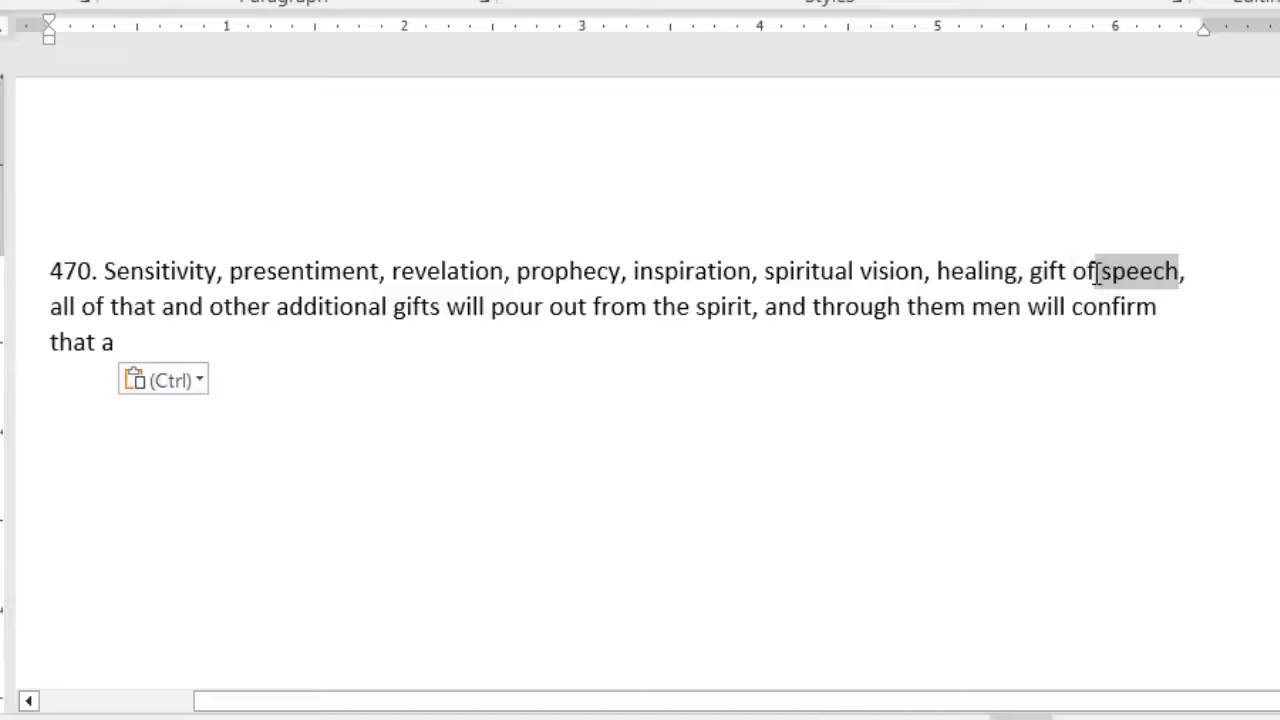 1 2 3 4 5 6
470. Sensitivity, presentiment, revelation, prophecy, inspiration, spiritual vision, healing, gift of speech,
all of that and other additional gifts will pour out from the spirit, and through them men will confirm
that a
(Ctrl)